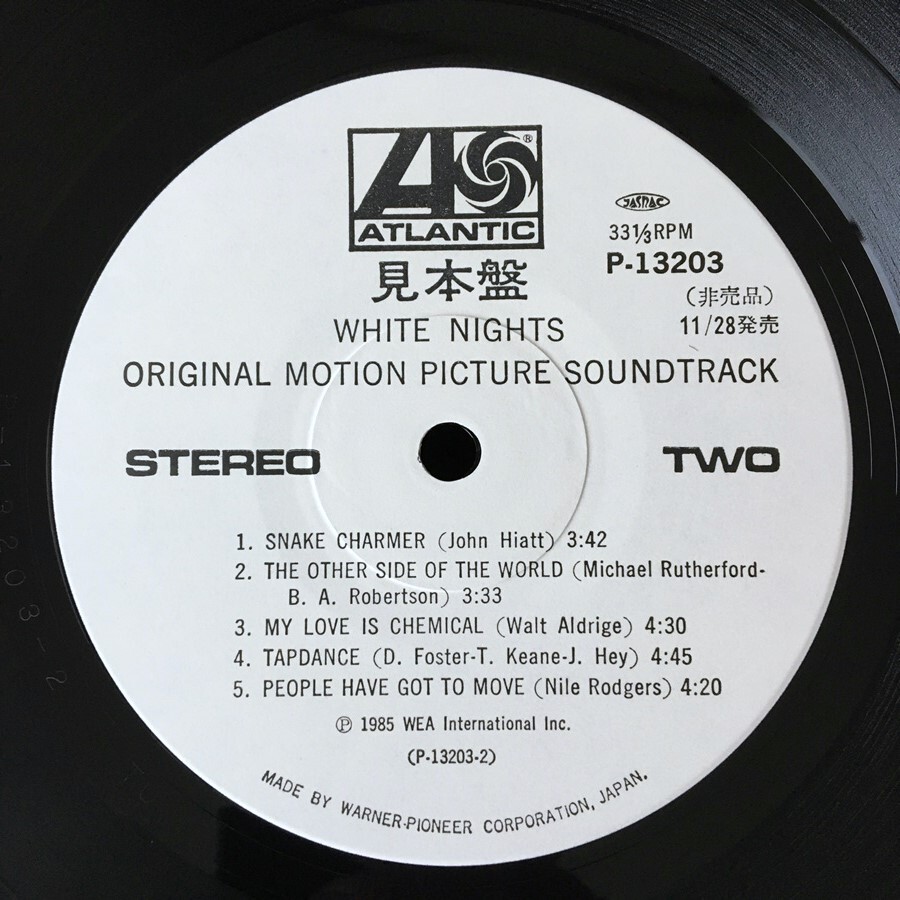 ATLANTIC
®
JASRAC
33⅓RPM
P-13203
見本盤
(非売品)
11/28発売
WHITE NIGHTS
ORIGINAL MOTION PICTURE SOUNDTRACK
STEREO
TWO
1. SNAKE CHARMER (John Hiatt) 3:42
2. THE OTHER SIDE OF THE WORLD (Michael Rutherford-
B. A. Robertson) 3:33
3. MY LOVE IS CHEMICAL (Walt Aldrige) 4:30
4. TAPDANCE (D. Foster-T. Keane-J. Hey) 4:45
5. PEOPLE HAVE GOT TO MOVE (Nile Rodgers) 4:20
℗ 1985 WEA International Inc.
(P-13203-2)
MADE BY WARNER-PIONEER CORPORATION, JAPAN.